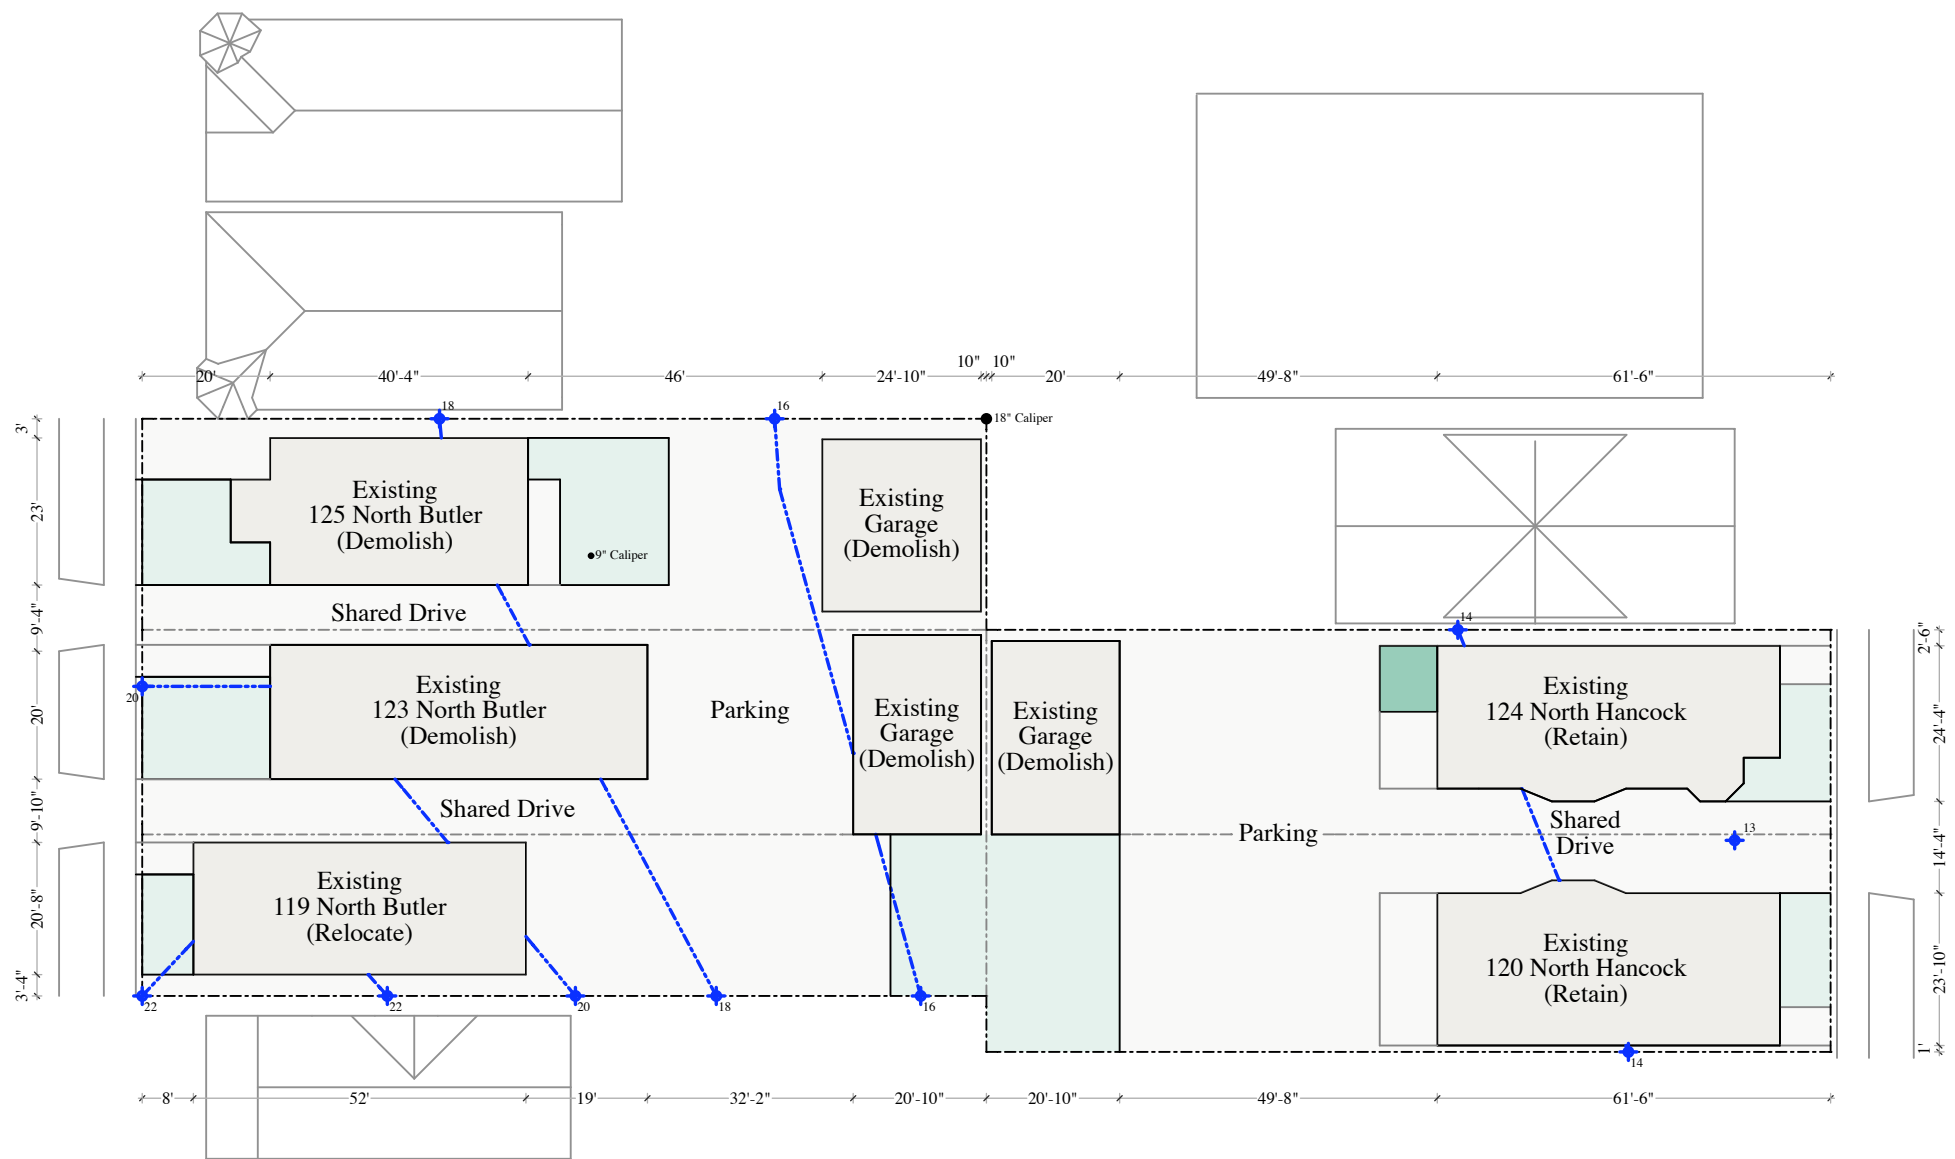 10" 10"
20' 40'-4" 46' 24'-10" 20' 49'-8" 61'-6"
18
16
18" Caliper
3'
Existing
125 North Butler
(Demolish)
Existing
Garage
(Demolish)
23'
9" Caliper
Shared Drive
9'-4"
14
2'-6"
Existing
123 North Butler
(Demolish)
20
20'
Parking
Existing
Garage
(Demolish)
Existing
Garage
(Demolish)
Existing
124 North Hancock
(Retain)
24'-4"
Shared Drive
9'-10"
Parking
Shared
Drive
13
14'-4"
Existing
119 North Butler
(Relocate)
20'-8"
Existing
120 North Hancock
(Retain)
23'-10"
3'-4"
22
22
20
18
16
14
1'
8' 52' 19' 32'-2" 20'-10" 20'-10" 49'-8" 61'-6"